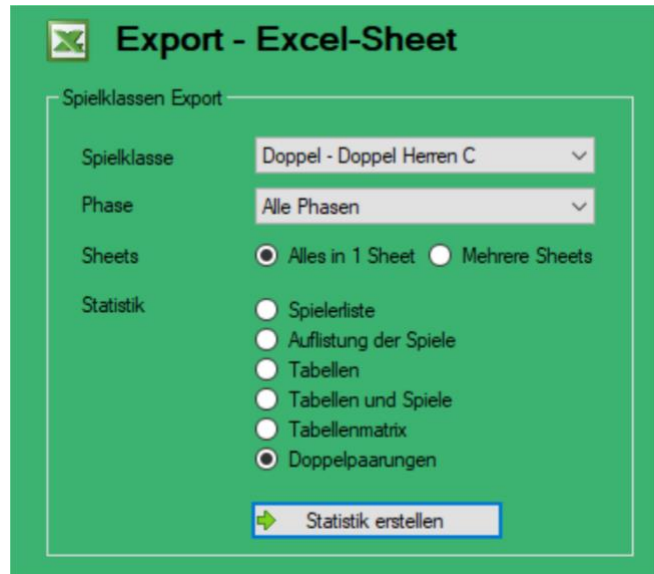 Export - Excel-Sheet
Spielklassen Export
Spielklasse Doppel - Doppel Herren C
Phase Alle Phasen
Sheets Alles in 1 Sheet Mehrere Sheets
Statistik Spielerliste
Auflistung der Spiele
Tabellen
Tabellen und Spiele
Tabellenmatrix
Doppelpaarungen
Statistik erstellen